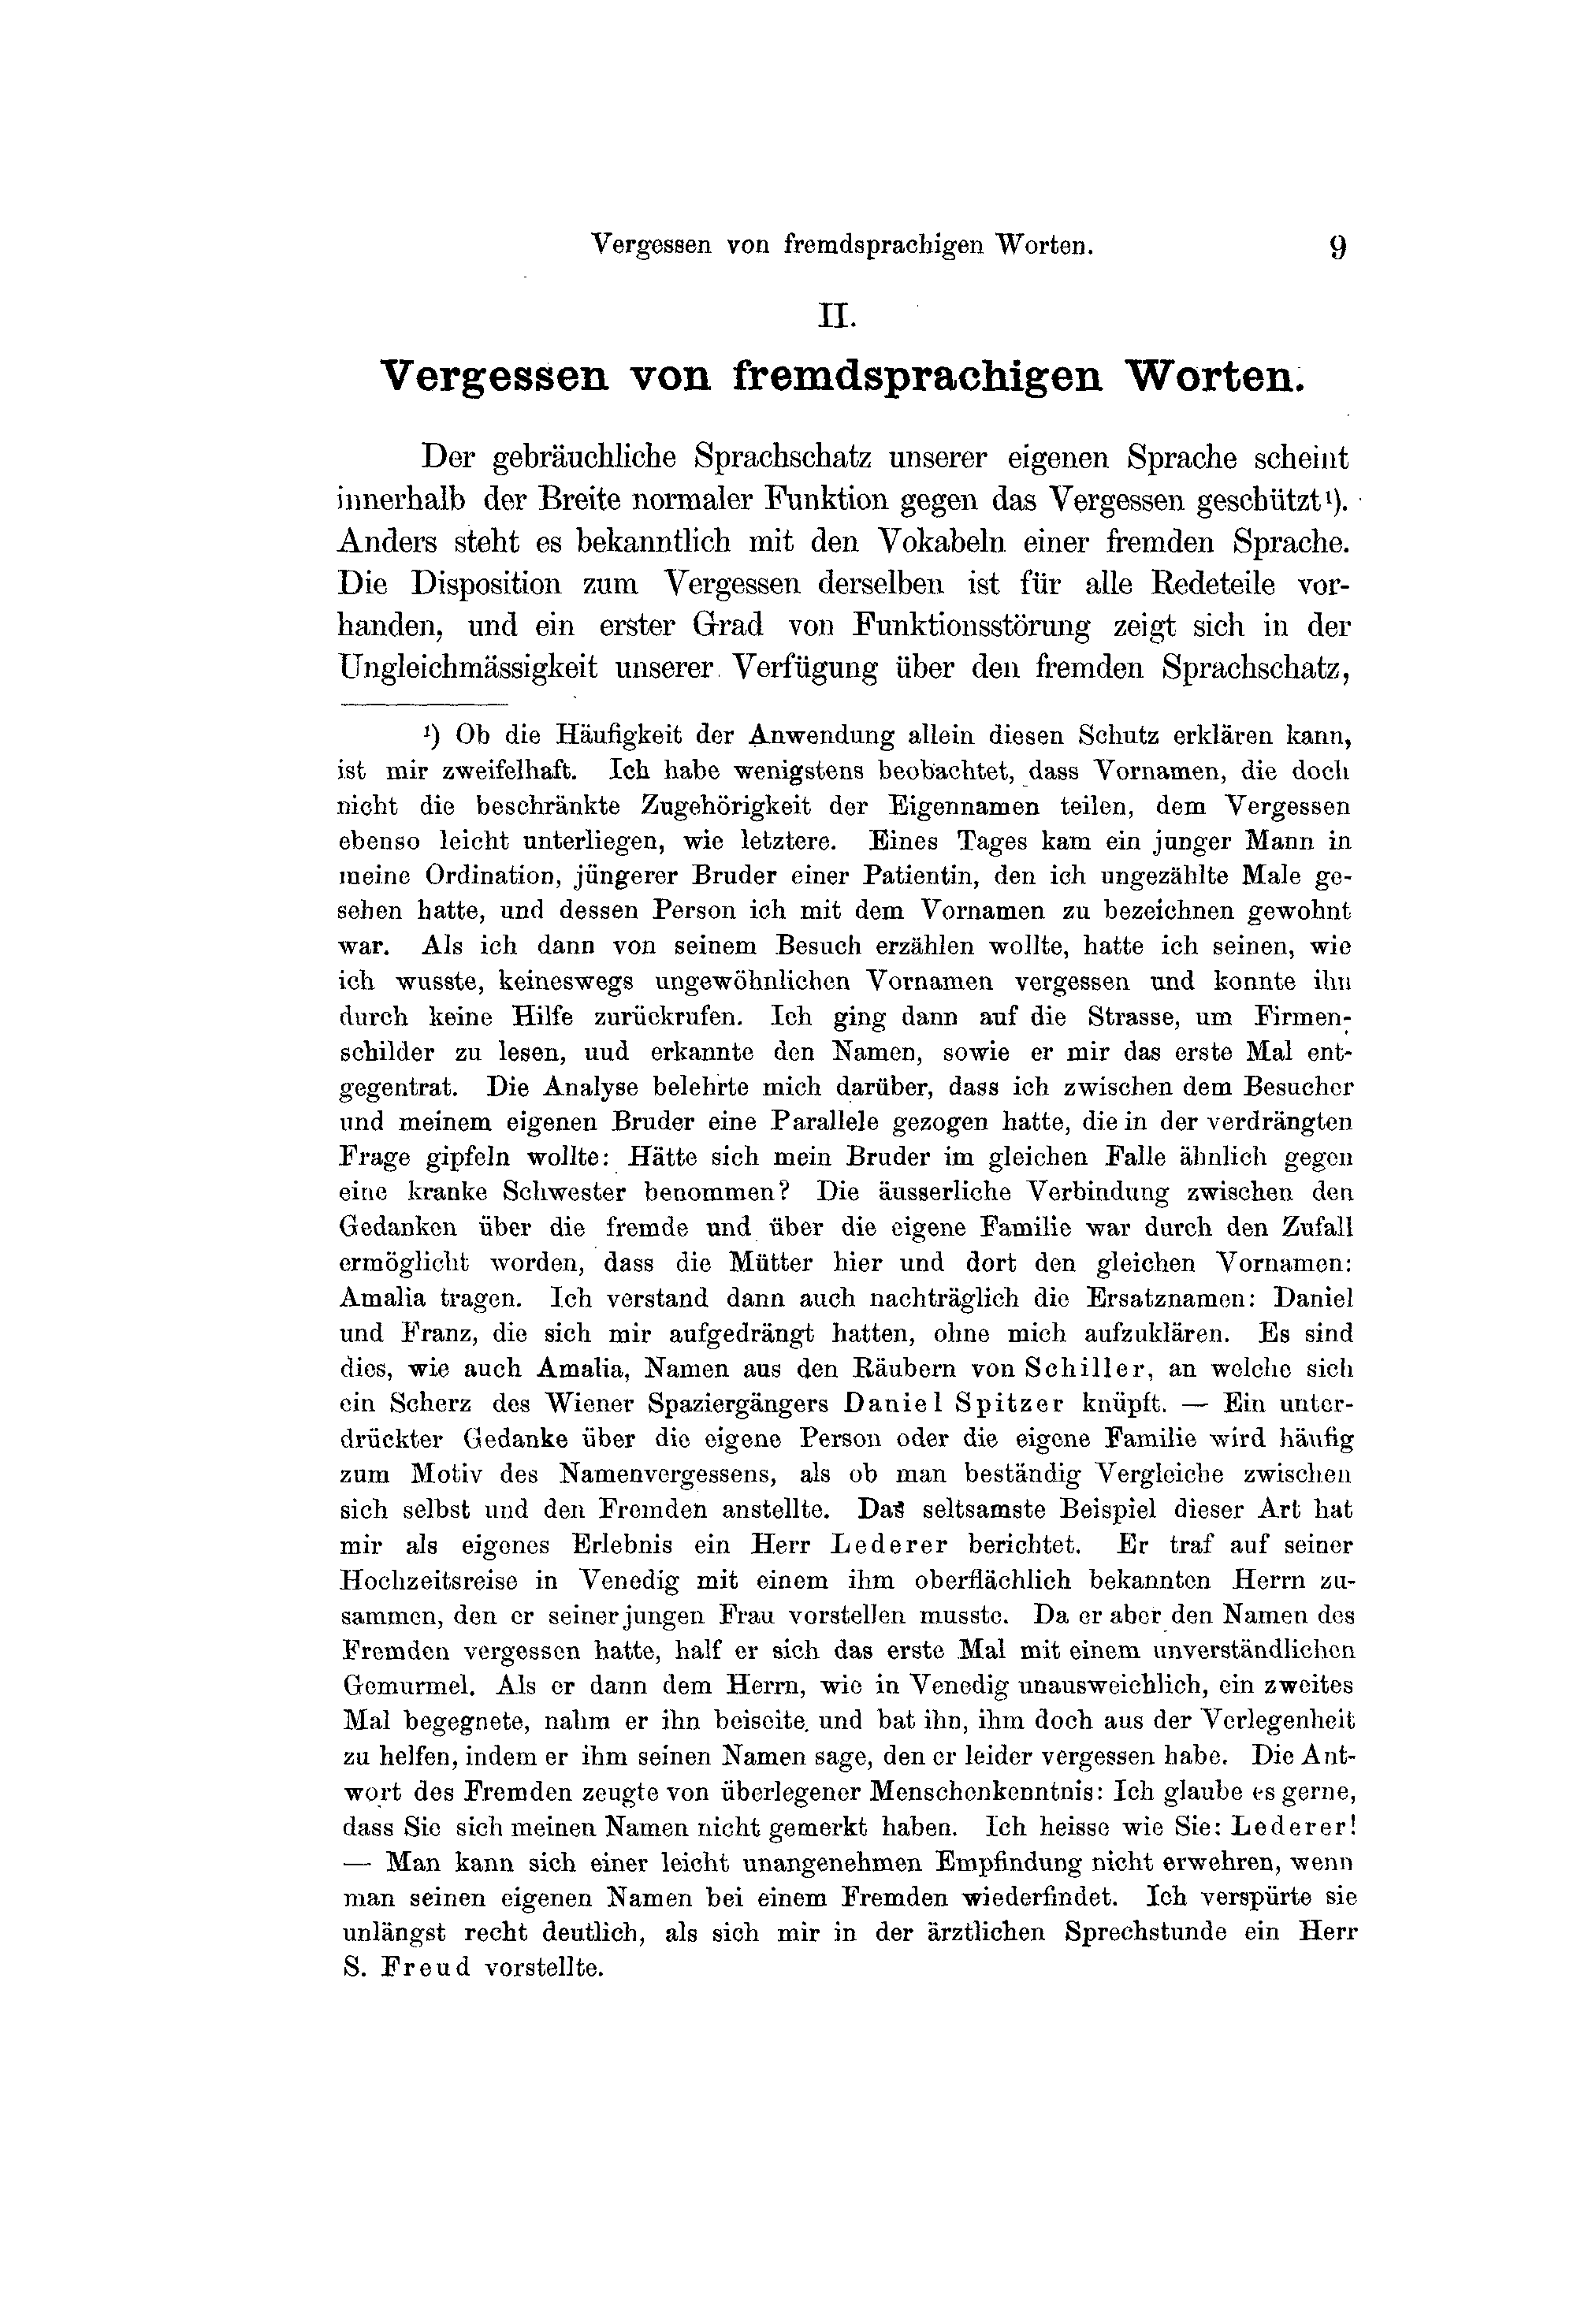 Vergessen von fremdsprachigen Worten. 9
II.
Vergessen von fremdsprachigen Worten.
Der gebräuchliche Sprachschatz unserer eigenen Sprache scheint
innerhalb der Breite normaler Funktion gegen das Vergessen geschützt¹).
Anders steht es bekanntlich mit den Vokabeln einer fremden Sprache.
Die Disposition zum Vergessen derselben ist für alle Redeteile vor-
handen, und ein erster Grad von Funktionsstörung zeigt sich in der
Ungleichmässigkeit unserer Verfügung über den fremden Sprachschatz,
¹) Ob die Häufigkeit der Anwendung allein diesen Schutz erklären kann,
ist mir zweifelhaft. Ich habe wenigstens beobachtet, dass Vornamen, die doch
nicht die beschränkte Zugehörigkeit der Eigennamen teilen, dem Vergessen
ebenso leicht unterliegen, wie letztere. Eines Tages kam ein junger Mann in
meine Ordination, jüngerer Bruder einer Patientin, den ich ungezählte Male ge-
sehen hatte, und dessen Person ich mit dem Vornamen zu bezeichnen gewohnt
war. Als ich dann von seinem Besuch erzählen wollte, hatte ich seinen, wie
ich wusste, keineswegs ungewöhnlichen Vornamen vergessen und konnte ihn
durch keine Hilfe zurückrufen. Ich ging dann auf die Strasse, um Firmen-
schilder zu lesen, uud erkannte den Namen, sowie er mir das erste Mal ent-
gegentrat. Die Analyse belehrte mich darüber, dass ich zwischen dem Besucher
und meinem eigenen Bruder eine Parallele gezogen hatte, die in der verdrängten
Frage gipfeln wollte: Hätte sich mein Bruder im gleichen Falle ähnlich gegen
eine kranke Schwester benommen? Die äusserliche Verbindung zwischen den
Gedanken über die fremde und über die eigene Familie war durch den Zufall
ermöglicht worden, dass die Mütter hier und dort den gleichen Vornamen:
Amalia tragen. Ich verstand dann auch nachträglich die Ersatznamen: Daniel
und Franz, die sich mir aufgedrängt hatten, ohne mich aufzuklären. Es sind
dies, wie auch Amalia, Namen aus den Räubern von Schiller, an welche sich
ein Scherz des Wiener Spaziergängers Daniel Spitzer knüpft. — Ein unter-
drückter Gedanke über die eigene Person oder die eigene Familie wird häufig
zum Motiv des Namenvergessens, als ob man beständig Vergleiche zwischen
sich selbst und den Fremden anstellte. Das seltsamste Beispiel dieser Art hat
mir als eigenes Erlebnis ein Herr Lederer berichtet. Er traf auf seiner
Hochzeitsreise in Venedig mit einem ihm oberflächlich bekannten Herrn zu-
sammen, den er seiner jungen Frau vorstellen musste. Da er aber den Namen des
Fremden vergessen hatte, half er sich das erste Mal mit einem unverständlichen
Gemurmel. Als er dann dem Herrn, wie in Venedig unausweichlich, ein zweites
Mal begegnete, nahm er ihn beiseite und bat ihn, ihm doch aus der Verlegenheit
zu helfen, indem er ihm seinen Namen sage, den er leider vergessen habe. Die Ant-
wort des Fremden zeugte von überlegener Menschenkenntnis: Ich glaube es gerne,
dass Sie sich meinen Namen nicht gemerkt haben. Ich heisse wie Sie: Lederer!
— Man kann sich einer leicht unangenehmen Empfindung nicht erwehren, wenn
man seinen eigenen Namen bei einem Fremden wiederfindet. Ich verspürte sie
unlängst recht deutlich, als sich mir in der ärztlichen Sprechstunde ein Herr
S. Freud vorstellte.